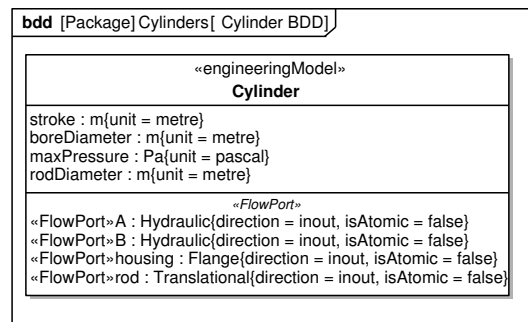 bdd [Package] Cylinders[ Cylinder BDD]
«engineeringModel»
Cylinder
stroke : m{unit = metre}
boreDiameter : m{unit = metre}
maxPressure : Pa{unit = pascal}
rodDiameter : m{unit = metre}
«FlowPort»
«FlowPort»A : Hydraulic{direction = inout, isAtomic = false}
«FlowPort»B : Hydraulic{direction = inout, isAtomic = false}
«FlowPort»housing : Flange{direction = inout, isAtomic = false}
«FlowPort»rod : Translational{direction = inout, isAtomic = false}